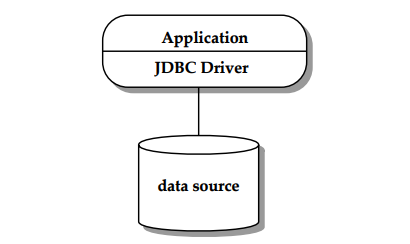 Application
JDBC Driver
data source